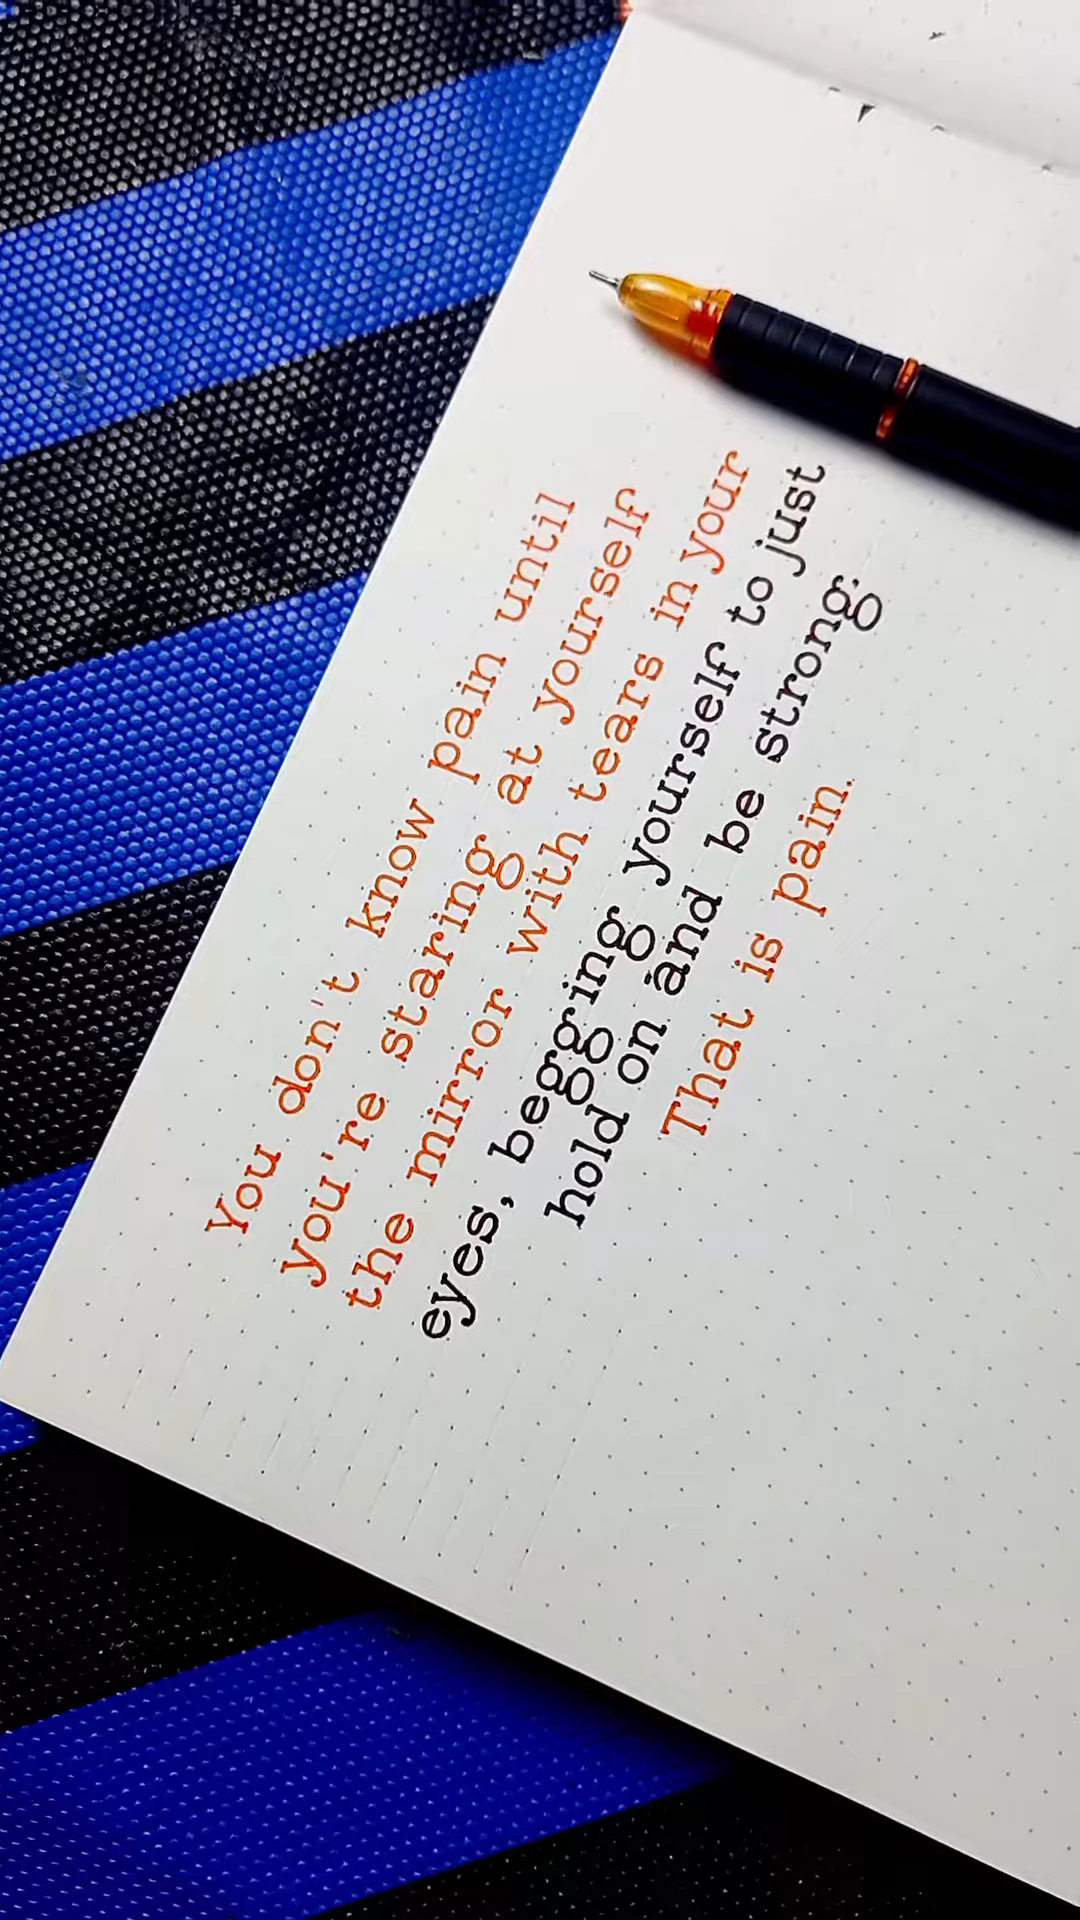 You don't know pain until
you're staring at yourself
the mirror with tears in your
eyes, begging yourself to just
hold on and be strong.
That is pain.